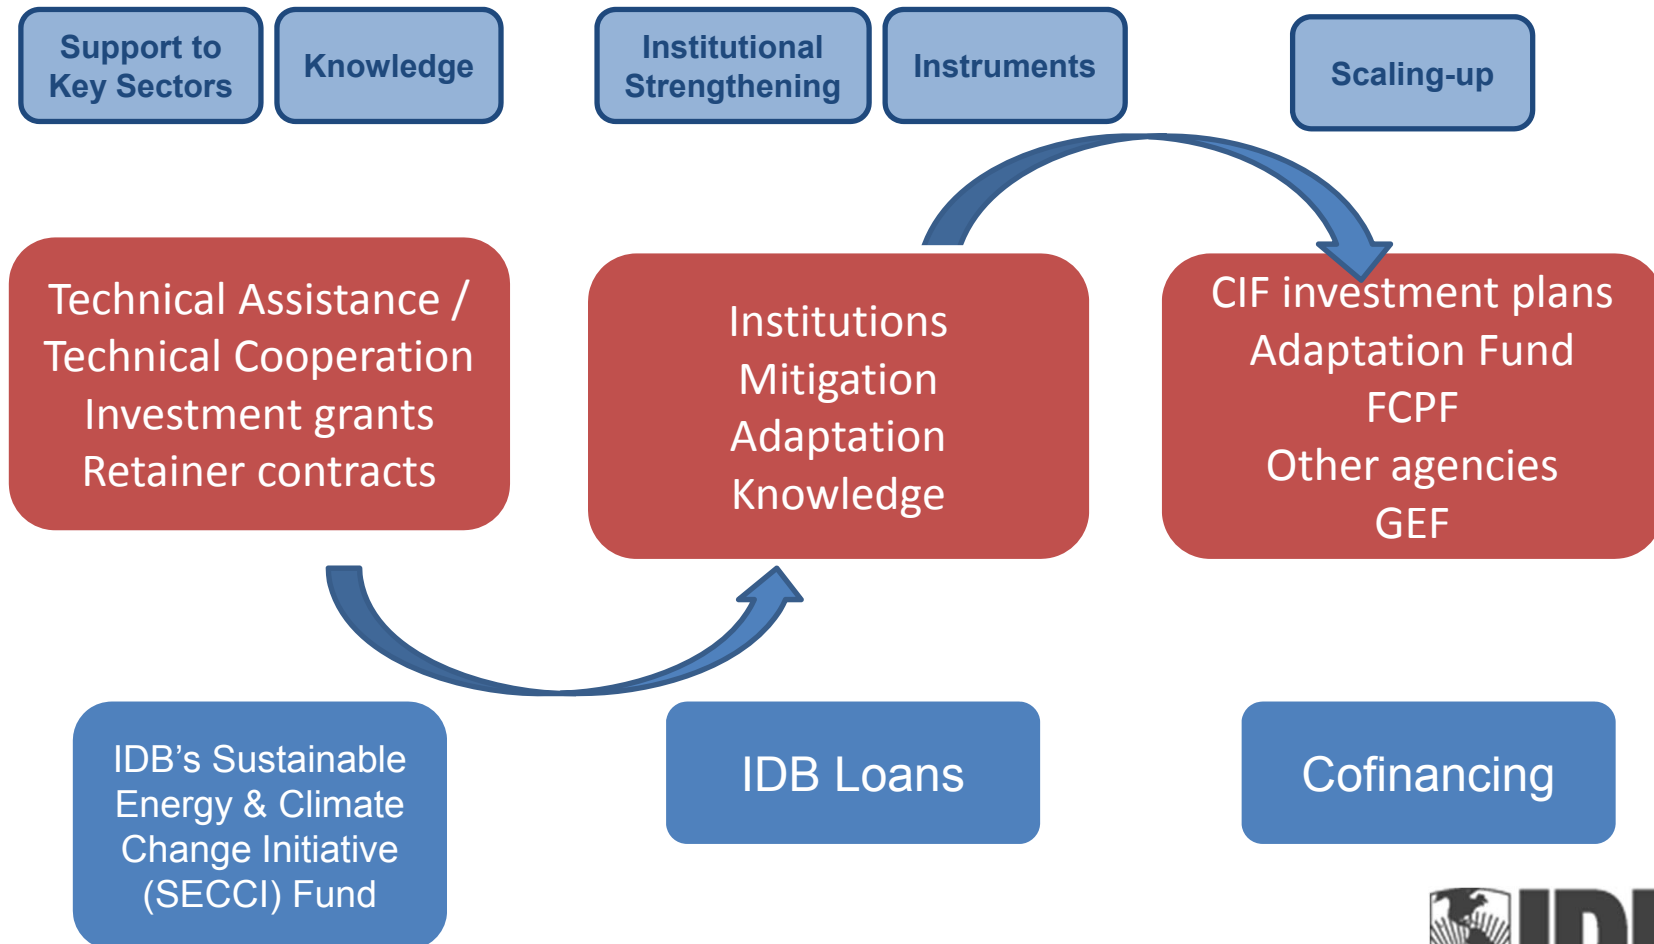 Support to
Key Sectors
Knowledge
Institutional
Strengthening
Instruments
Scaling-up
Technical Assistance /
Technical Cooperation
Investment grants
Retainer contracts
Institutions
Mitigation
Adaptation
Knowledge
CIF investment plans
Adaptation Fund
FCPF
Other agencies
GEF
IDB’s Sustainable
Energy & Climate
Change Initiative
(SECCI) Fund
IDB Loans
Cofinancing